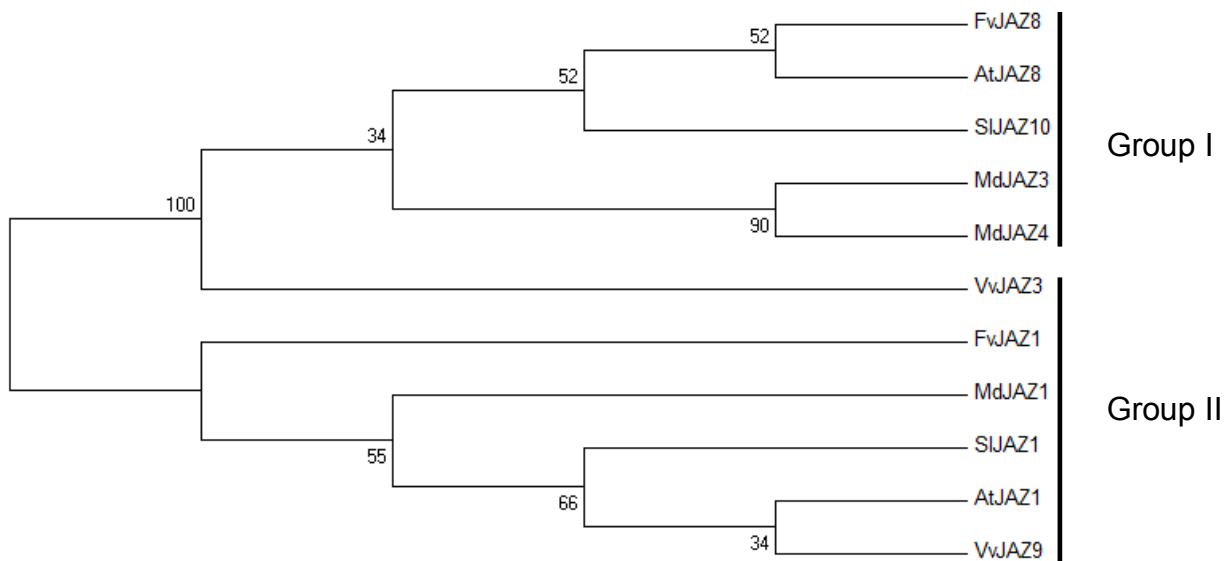 FvJAZ8
52
AtJAZ8
52
SlJAZ10
34
Group I
MdJAZ3
100
90
MdJAZ4
VvJAZ3
FvJAZ1
MdJAZ1
Group II
SlJAZ1
55
AtJAZ1
66
34
VvJAZ9